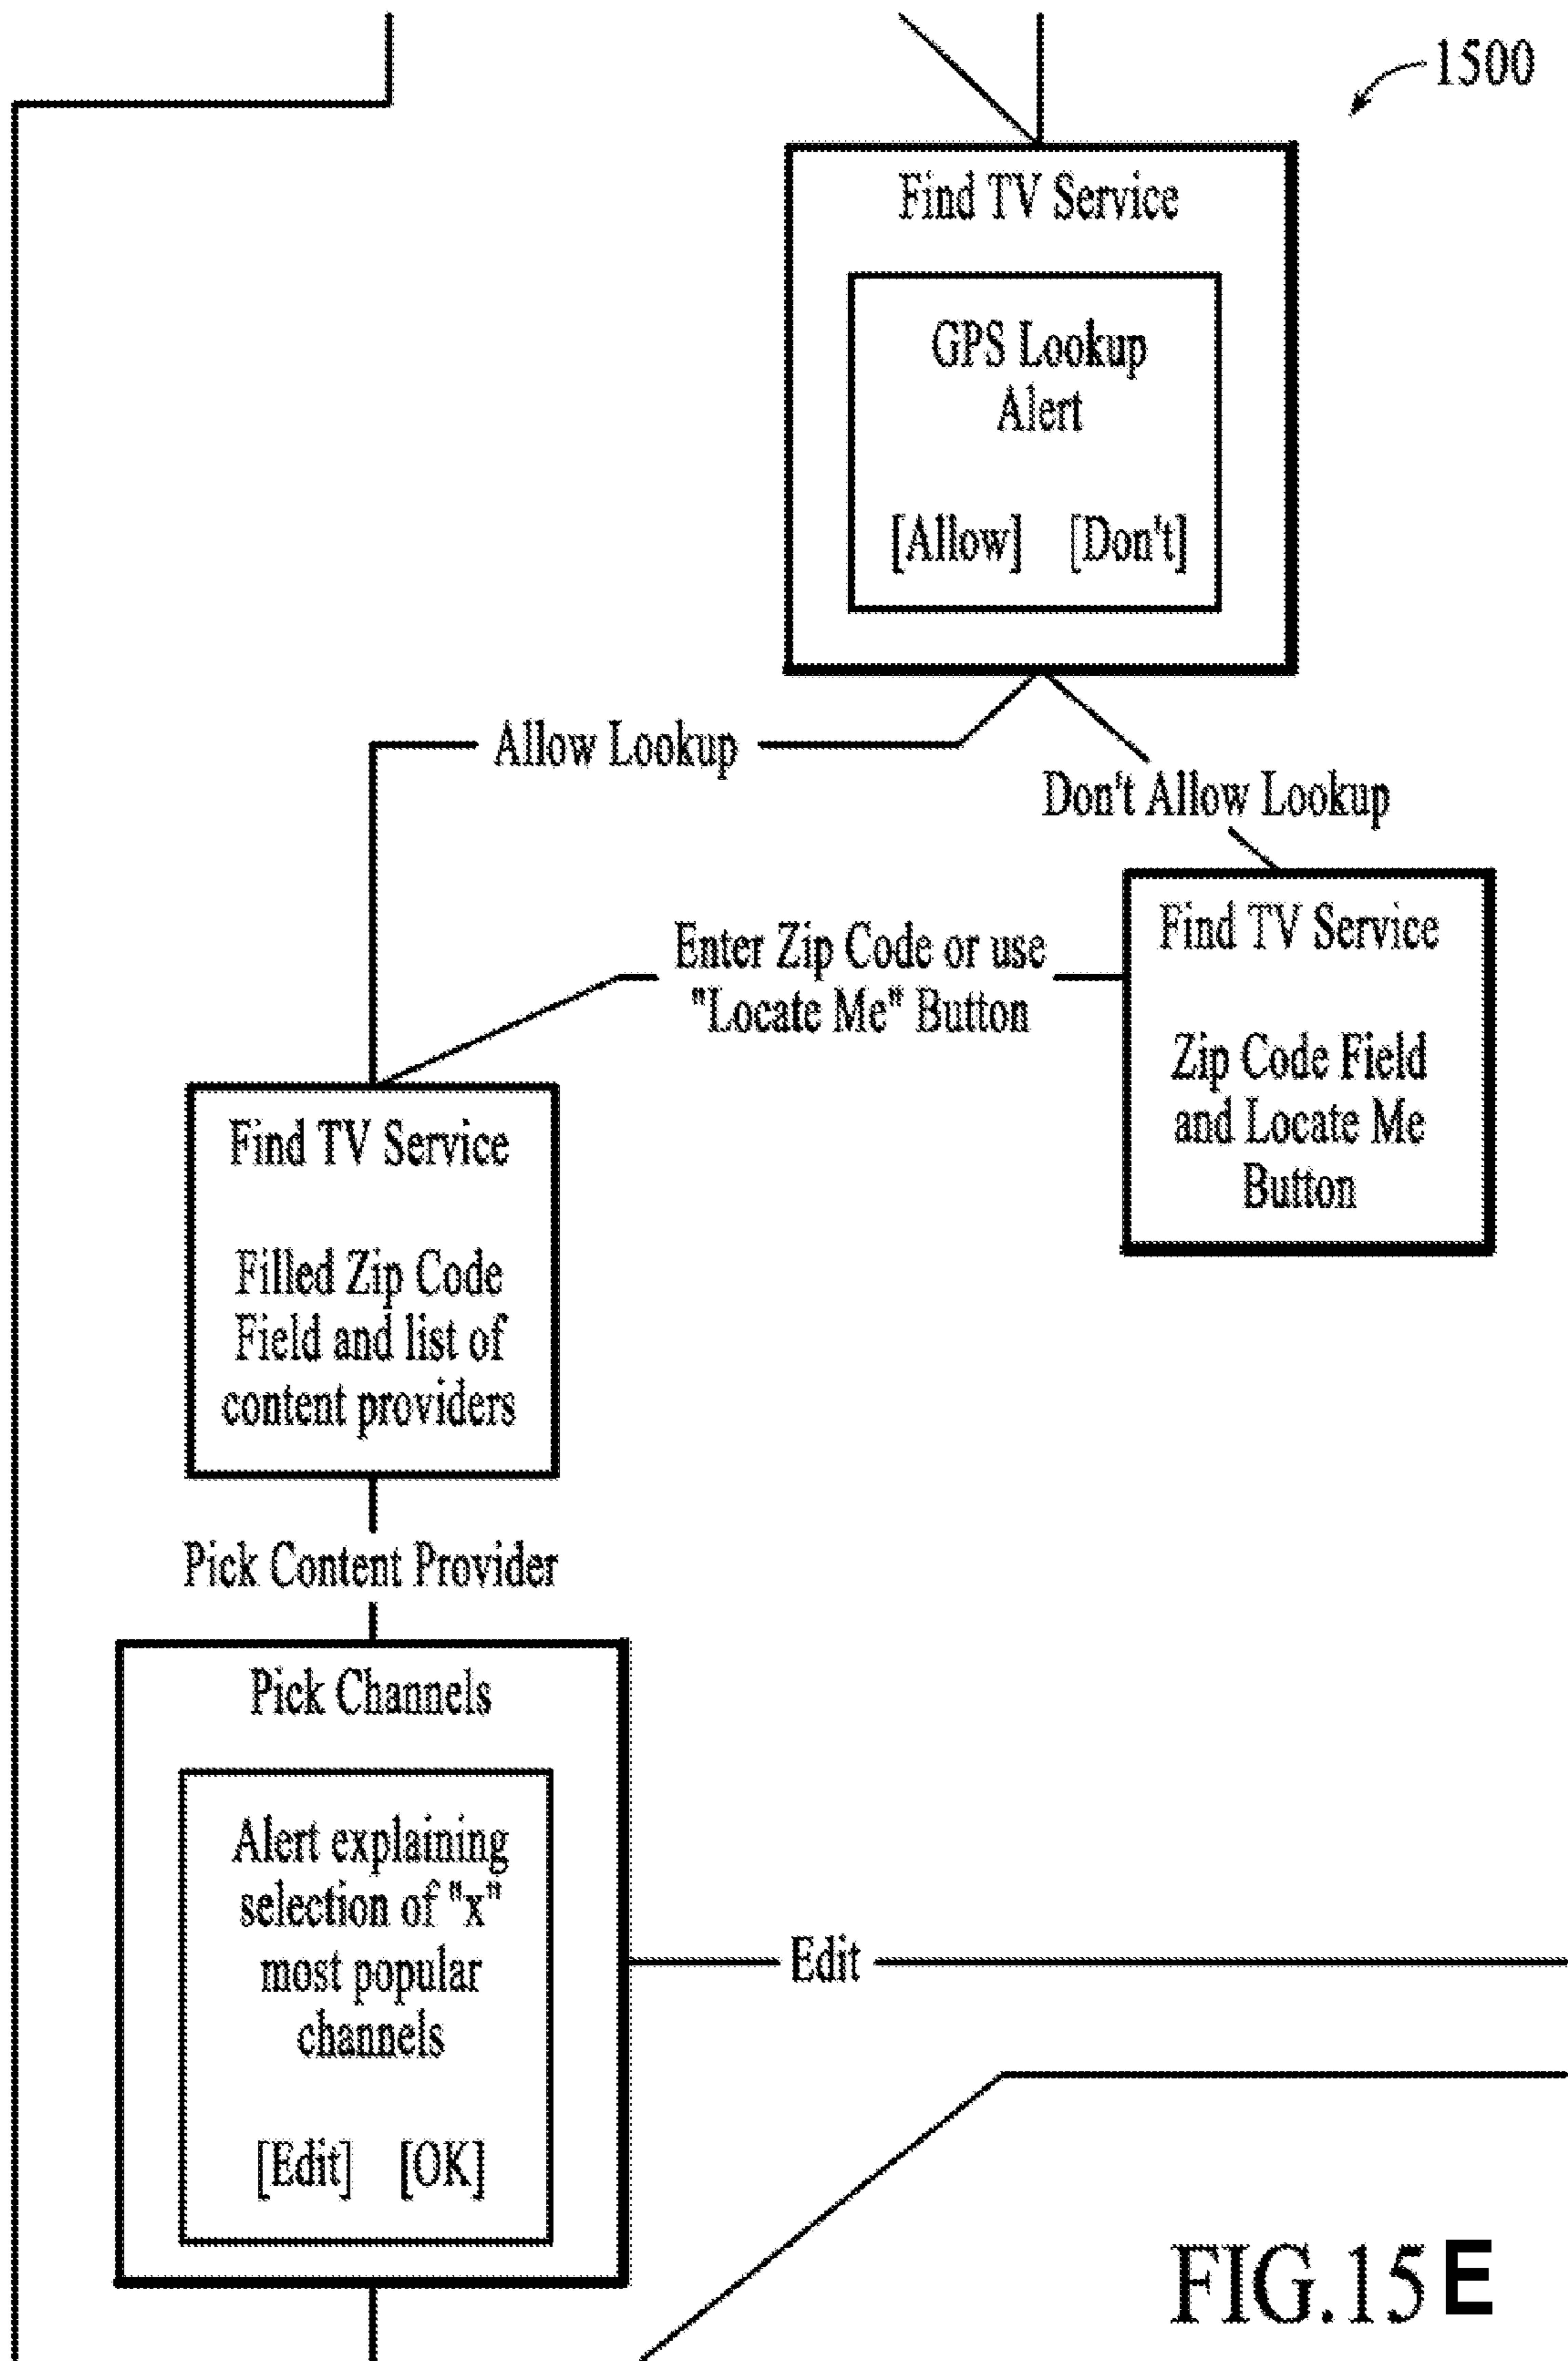 1500
Find TV Service
GPS Lookup
Alert
[Allow] [Don't]
Allow Lookup
Don't Allow Lookup
Enter Zip Code or use
"Locate Me" Button
Find TV Service
Zip Code Field
and Locate Me
Button
Find TV Service
Filled Zip Code
Field and list of
content providers
Pick Content Provider
Pick Channels
Alert explaining
selection of "x"
most popular
channels
[Edit] [OK]
Edit
FIG.15E